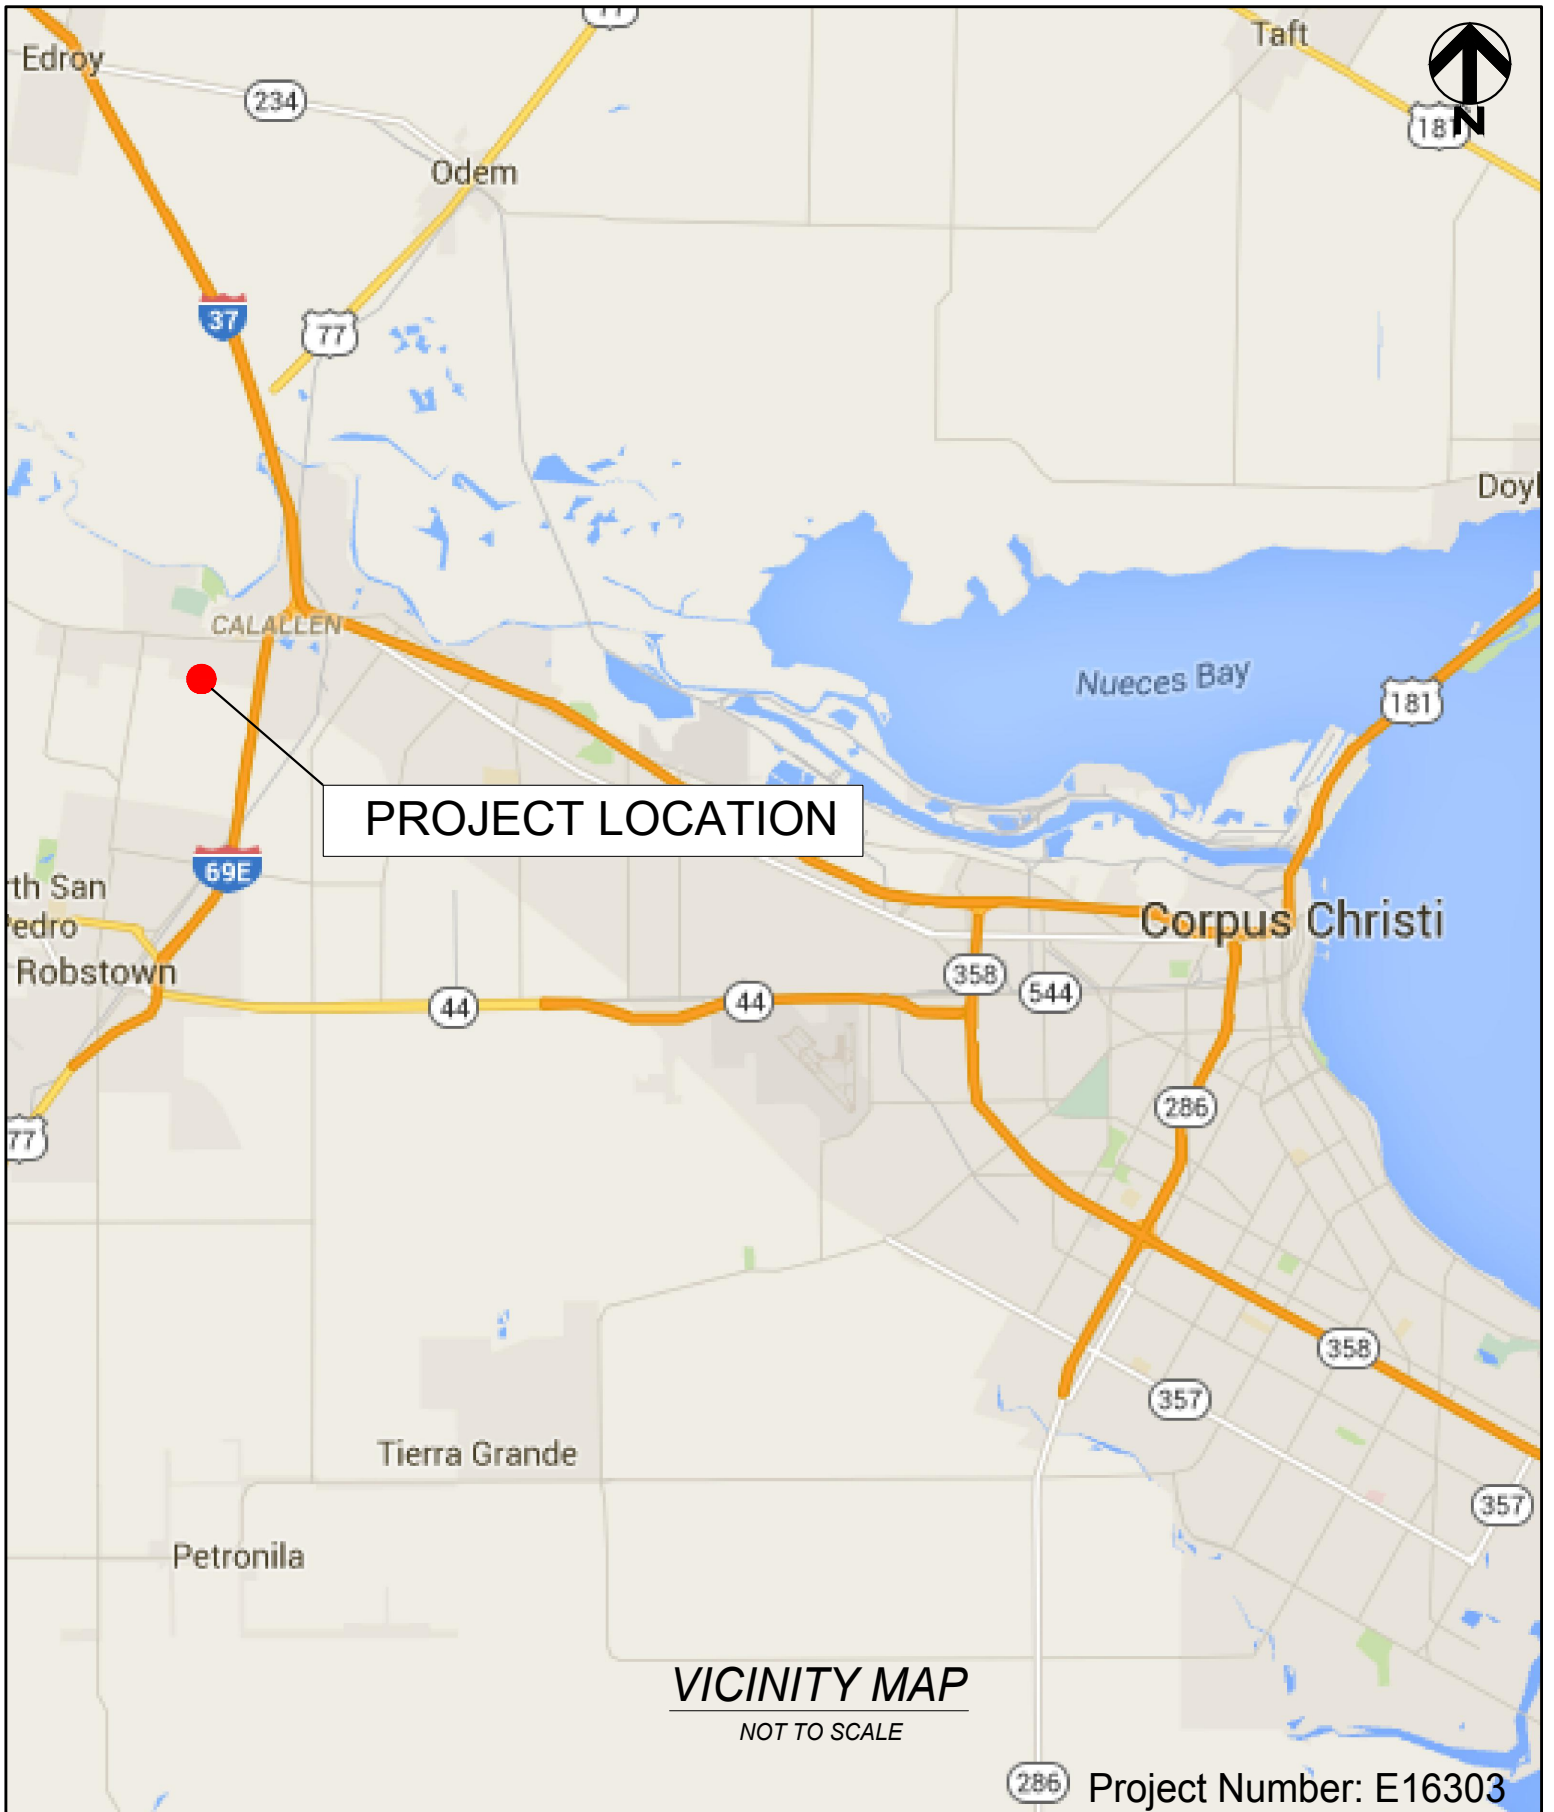 77
Taft
Edroy
234
181
N
Odem
37
77
Doyl
CALALLEN
Nueces Bay
181
PROJECT LOCATION
69E
rth San
Pedro
Corpus Christi
Robstown
358
544
44
44
286
77
358
357
Tierra Grande
357
Petronila
VICINITY MAP
NOT TO SCALE
286
Project Number: E16303